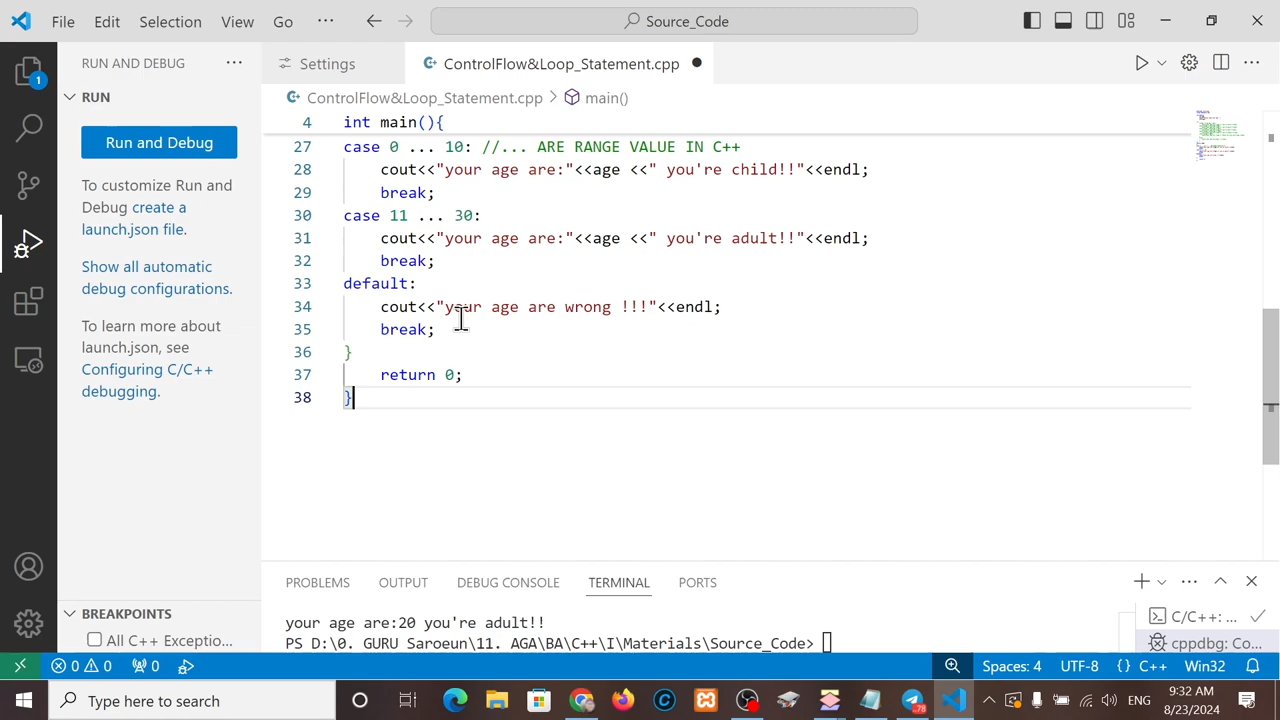 File Edit Selection View Go ··· Source_Code
RUN AND DEBUG ···
Settings
ControlFlow&Loop_Statement.cpp
ControlFlow&Loop_Statement.cpp > main()
RUN
Run and Debug
To customize Run and
Debug create a
launch.json file.
Show all automatic
debug configurations.
To learn more about
launch.json, see
Configuring C/C++
debugging.
BREAKPOINTS
All C++ Exceptio...
4 int main(){
27 case 0 ... 10: //... ARE RANGE VALUE IN C++
28 cout<<"your age are:"<<age <<" you're child!!"<<endl;
29 break;
30 case 11 ... 30:
31 cout<<"your age are:"<<age <<" you're adult!!"<<endl;
32 break;
33 default:
34 cout<<"your age are wrong !!!"<<endl;
35 break;
36 }
37 return 0;
38 }
PROBLEMS OUTPUT DEBUG CONSOLE TERMINAL PORTS
your age are:20 you're adult!!
PS D:\0. GURU Saroeun\11. AGA\BA\C++\I\Materials\Source_Code>
C/C++: ...
cppdbg: Co...
0 0 0 Spaces: 4 UTF-8 {} C++ Win32
Type here to search
78
ENG
9:32 AM
8/23/2024
1